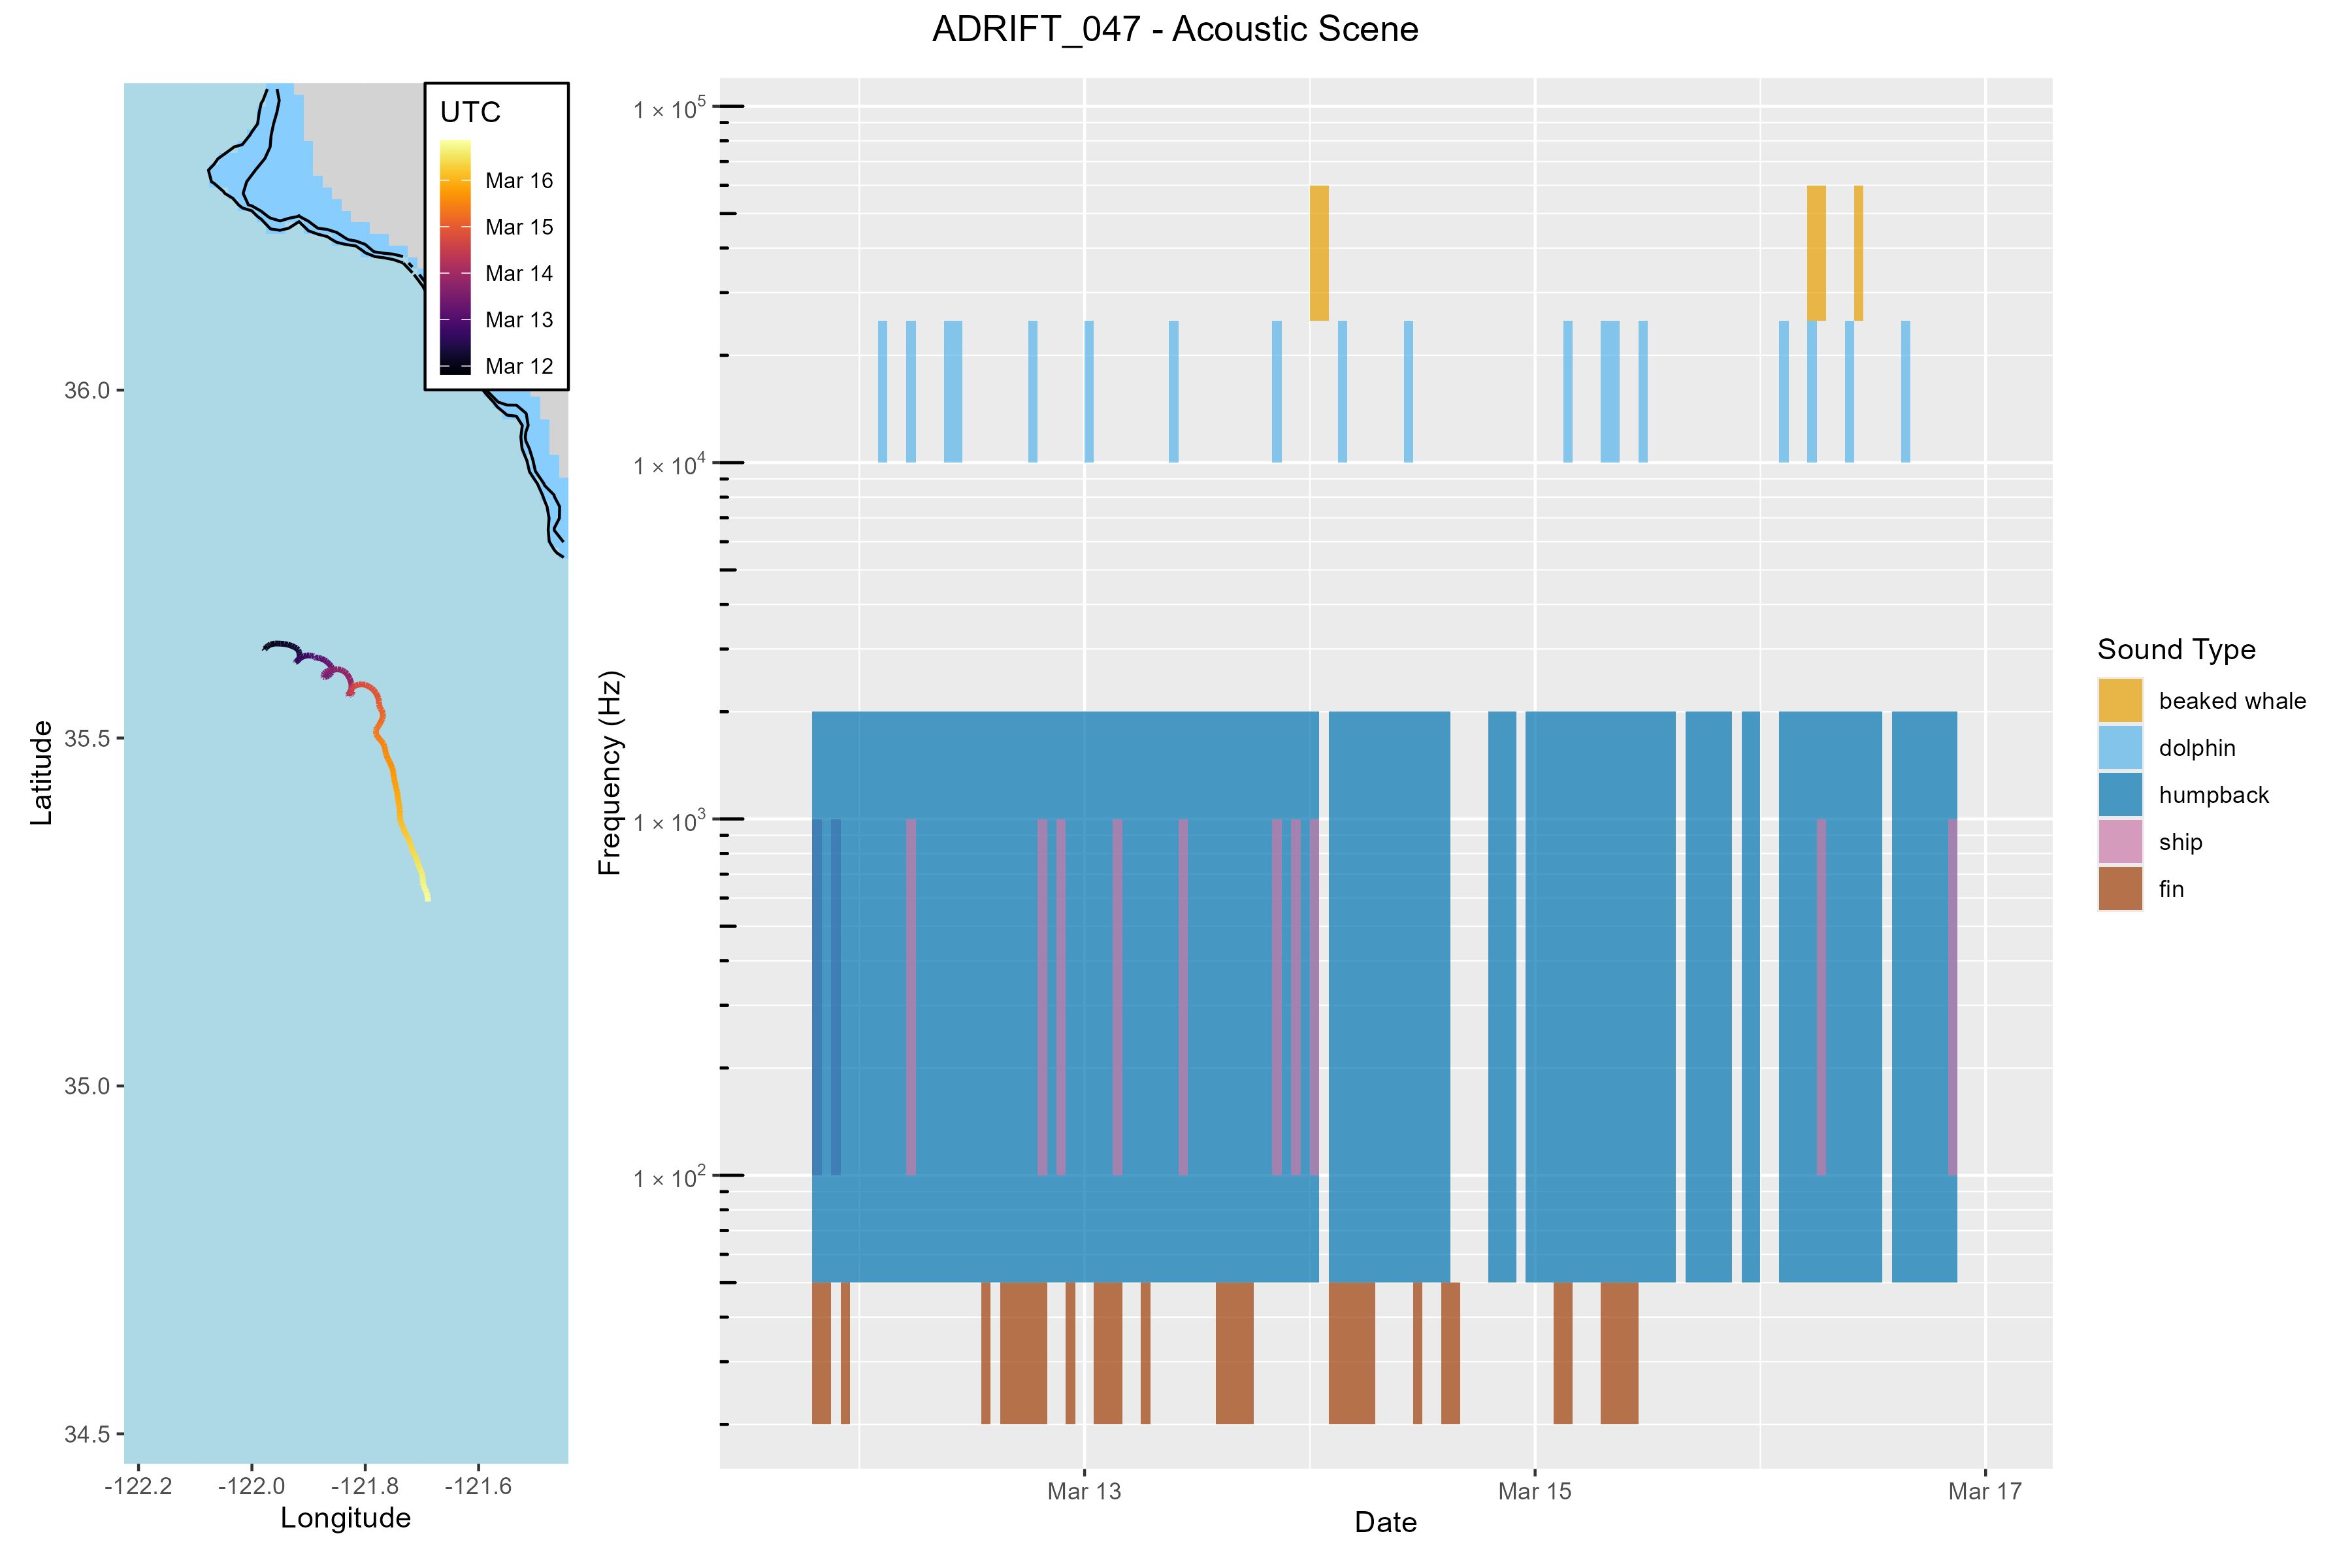 ADRIFT_047 - Acoustic Scene
UTC
Mar 16
Mar 15
Mar 14
Mar 13
Mar 12
36.0
35.5
35.0
34.5
Latitude
-122.2
-122.0
-121.8
-121.6
Longitude
1 × 10⁵
1 × 10⁴
1 × 10³
1 × 10²
Frequency (Hz)
Mar 13
Mar 15
Mar 17
Date
Sound Type
beaked whale
dolphin
humpback
ship
fin